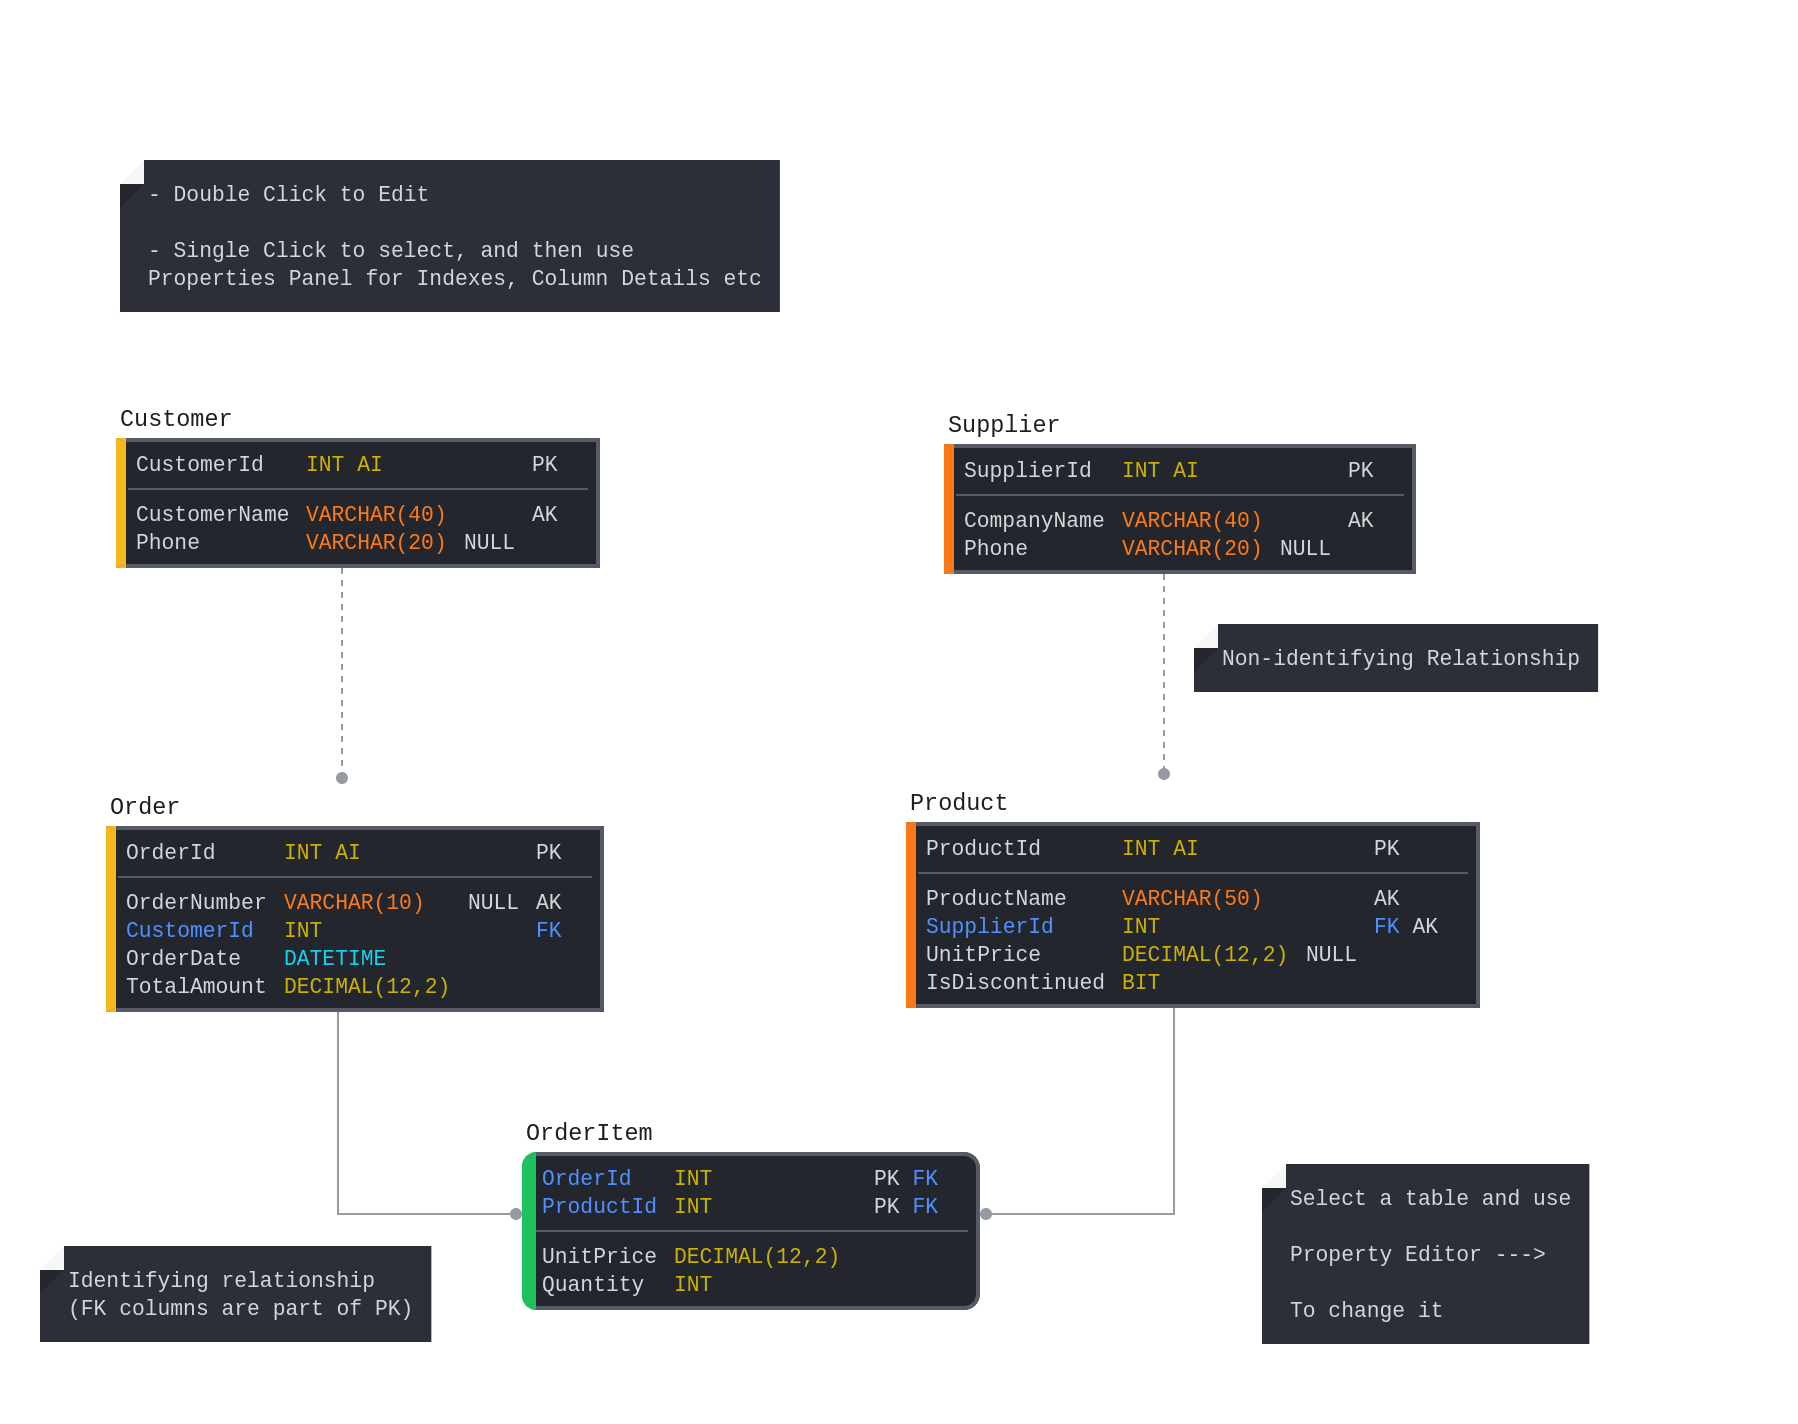 - Double Click to Edit
- Single Click to select, and then use
Properties Panel for Indexes, Column Details etc
Customer
CustomerId INT AI PK
CustomerName VARCHAR(40) AK
Phone VARCHAR(20) NULL
Supplier
SupplierId INT AI PK
CompanyName VARCHAR(40) AK
Phone VARCHAR(20) NULL
Non-identifying Relationship
Order
OrderId INT AI PK
OrderNumber VARCHAR(10) NULL AK
CustomerId INT FK
OrderDate DATETIME
TotalAmount DECIMAL(12,2)
Product
ProductId INT AI PK
ProductName VARCHAR(50) AK
SupplierId INT FK AK
UnitPrice DECIMAL(12,2) NULL
IsDiscontinued BIT
OrderItem
OrderId INT PK FK
ProductId INT PK FK
UnitPrice DECIMAL(12,2)
Quantity INT
Identifying relationship
(FK columns are part of PK)
Select a table and use
Property Editor --->
To change it